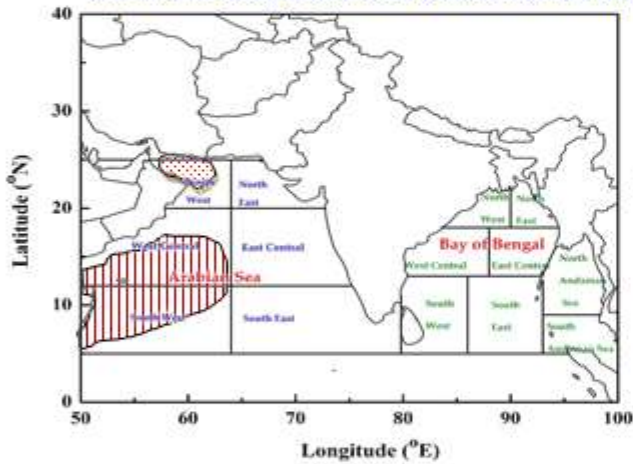 40
30
20
10
0
50
60
70
80
90
100
Latitude (°N)
Longitude (°E)
West
North
East
West Central
East Central
Arabian Sea
South West
South East
North
West
North
East
Bay of Bengal
West Central
East Central
South
West
South
East
North
Andaman
Sea
South
Andaman Sea